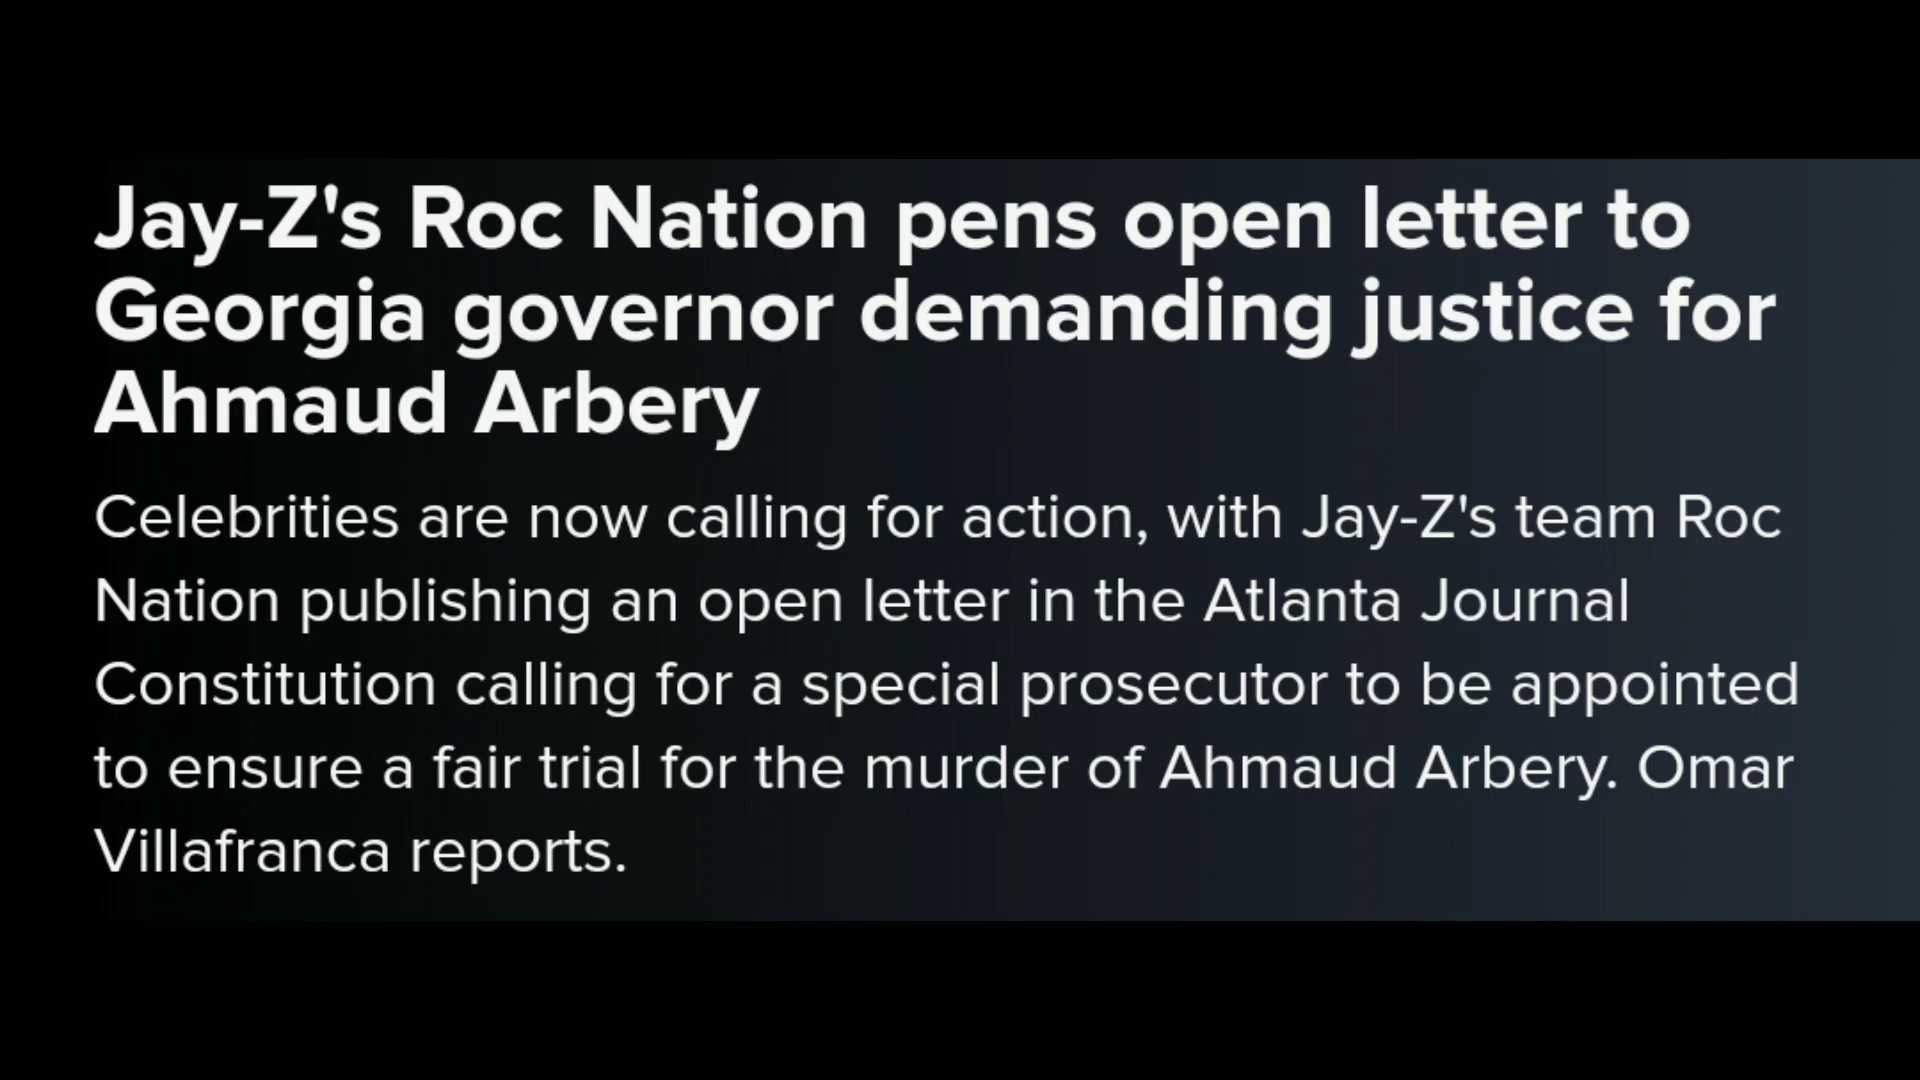 Jay-Z's Roc Nation pens open letter to
Georgia governor demanding justice for
Ahmaud Arbery
Celebrities are now calling for action, with Jay-Z's team Roc
Nation publishing an open letter in the Atlanta Journal
Constitution calling for a special prosecutor to be appointed
to ensure a fair trial for the murder of Ahmaud Arbery. Omar
Villafranca reports.